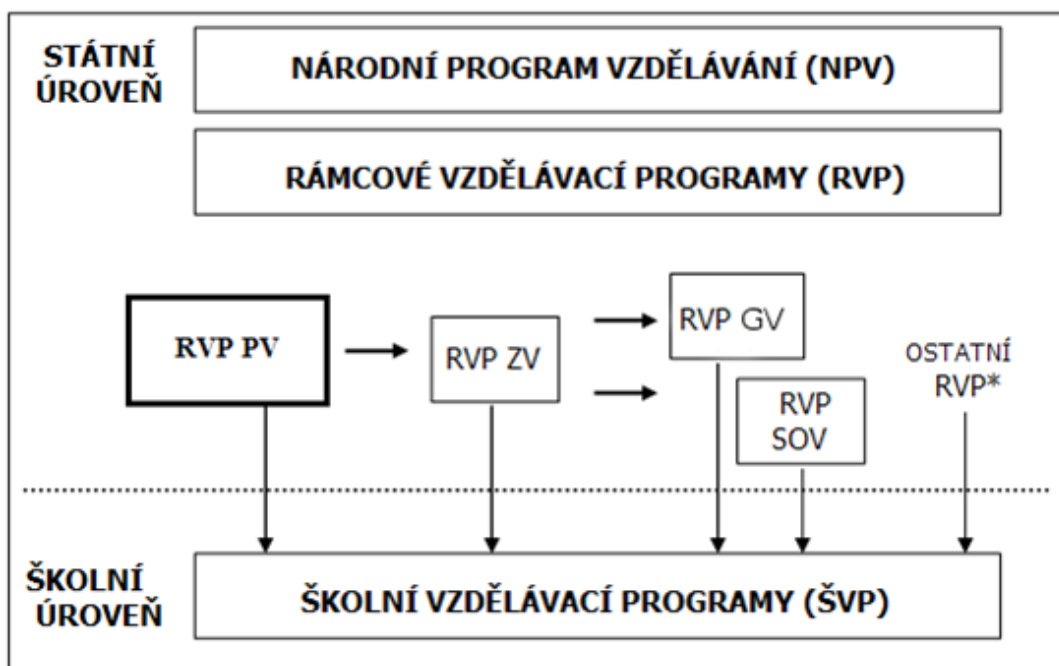 STÁTNÍ
ÚROVEŇ
NÁRODNÍ PROGRAM VZDĚLÁVÁNÍ (NPV)
RÁMCOVÉ VZDĚLÁVACÍ PROGRAMY (RVP)
RVP PV
RVP ZV
RVP GV
RVP
SOV
OSTATNÍ
RVP*
ŠKOLNÍ
ÚROVEŇ
ŠKOLNÍ VZDĚLÁVACÍ PROGRAMY (ŠVP)